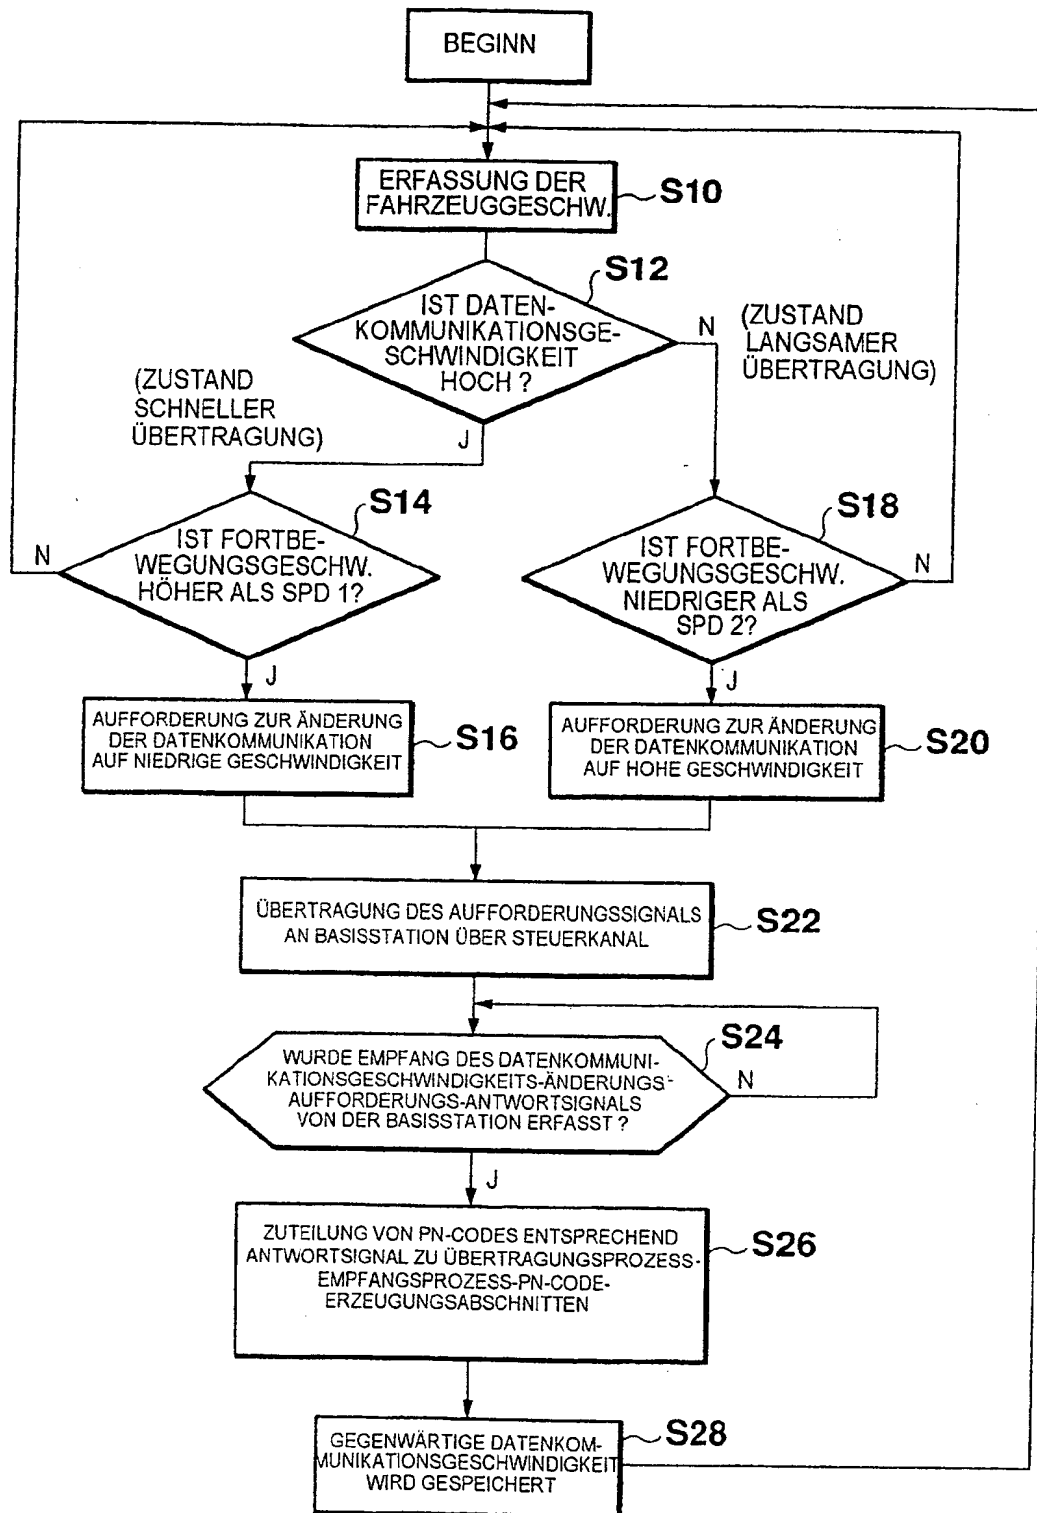 BEGINN
ERFASSUNG DER
FAHRZEUGGESCHW.
S10
S12
IST DATEN-
KOMMUNIKATIONSGE-
SCHWINDIGKEIT
HOCH ?
N
(ZUSTAND
LANGSAMER
ÜBERTRAGUNG)
(ZUSTAND
SCHNELLER
ÜBERTRAGUNG)
J
S14
IST FORTBE-
WEGUNGSGESCHW.
HÖHER ALS SPD 1?
N
J
S18
IST FORTBE-
WEGUNGSGESCHW.
NIEDRIGER ALS
SPD 2?
N
J
AUFFORDERUNG ZUR ÄNDERUNG
DER DATENKOMMUNIKATION
AUF NIEDRIGE GESCHWINDIGKEIT
S16
AUFFORDERUNG ZUR ÄNDERUNG
DER DATENKOMMUNIKATION
AUF HOHE GESCHWINDIGKEIT
S20
ÜBERTRAGUNG DES AUFFORDERUNGSSIGNALS
AN BASISSTATION ÜBER STEUERKANAL
S22
S24
WURDE EMPFANG DES DATENKOMMUNI-
KATIONSGESCHWINDIGKEITS-ÄNDERUNGS-
AUFFORDERUNGS-ANTWORTSIGNALS
VON DER BASISSTATION ERFASST ?
N
J
ZUTEILUNG VON PN-CODES ENTSPRECHEND
ANTWORTSIGNAL ZU ÜBERTRAGUNGSPROZESS-
EMPFANGSPROZESS-PN-CODE-
ERZEUGUNGSABSCHNITTEN
S26
GEGENWÄRTIGE DATENKOM-
MUNIKATIONSGESCHWINDIGKEIT
WIRD GESPEICHERT
S28